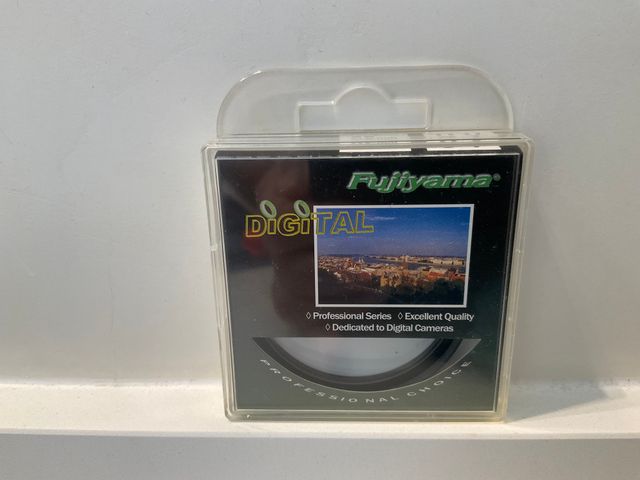 Fujiyama®
DiGiTAL
◊ Professional Series ◊ Excellent Quality
◊ Dedicated to Digital Cameras
PROFESSIONAL CHOICE